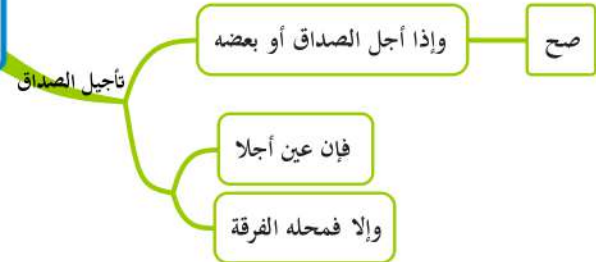 تأجيل الصداق
وإذا أجل الصداق أو بعضه
صح
فإن عين أجلا
وإلا فمحله الفرقة